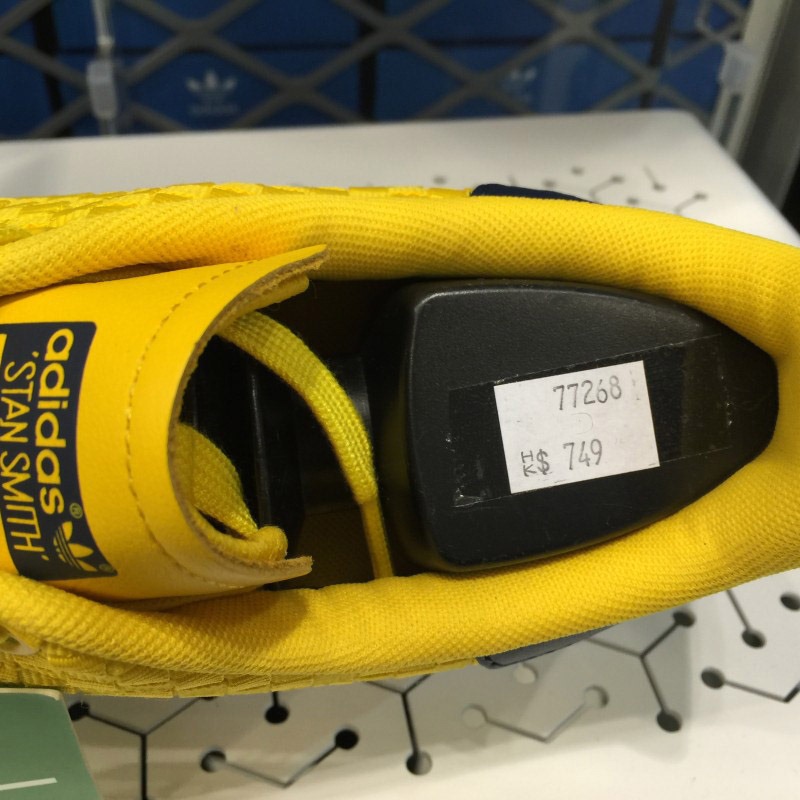 adidas
'STAN SMITH'
®
77268
HK$ 749